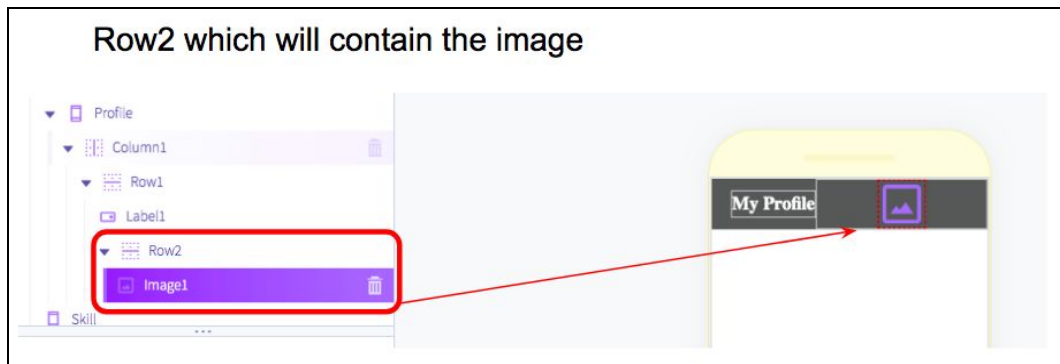 Row2 which will contain the image
Profile
Column1
Row1
My Profile
Label1
Row2
Image1
Skill